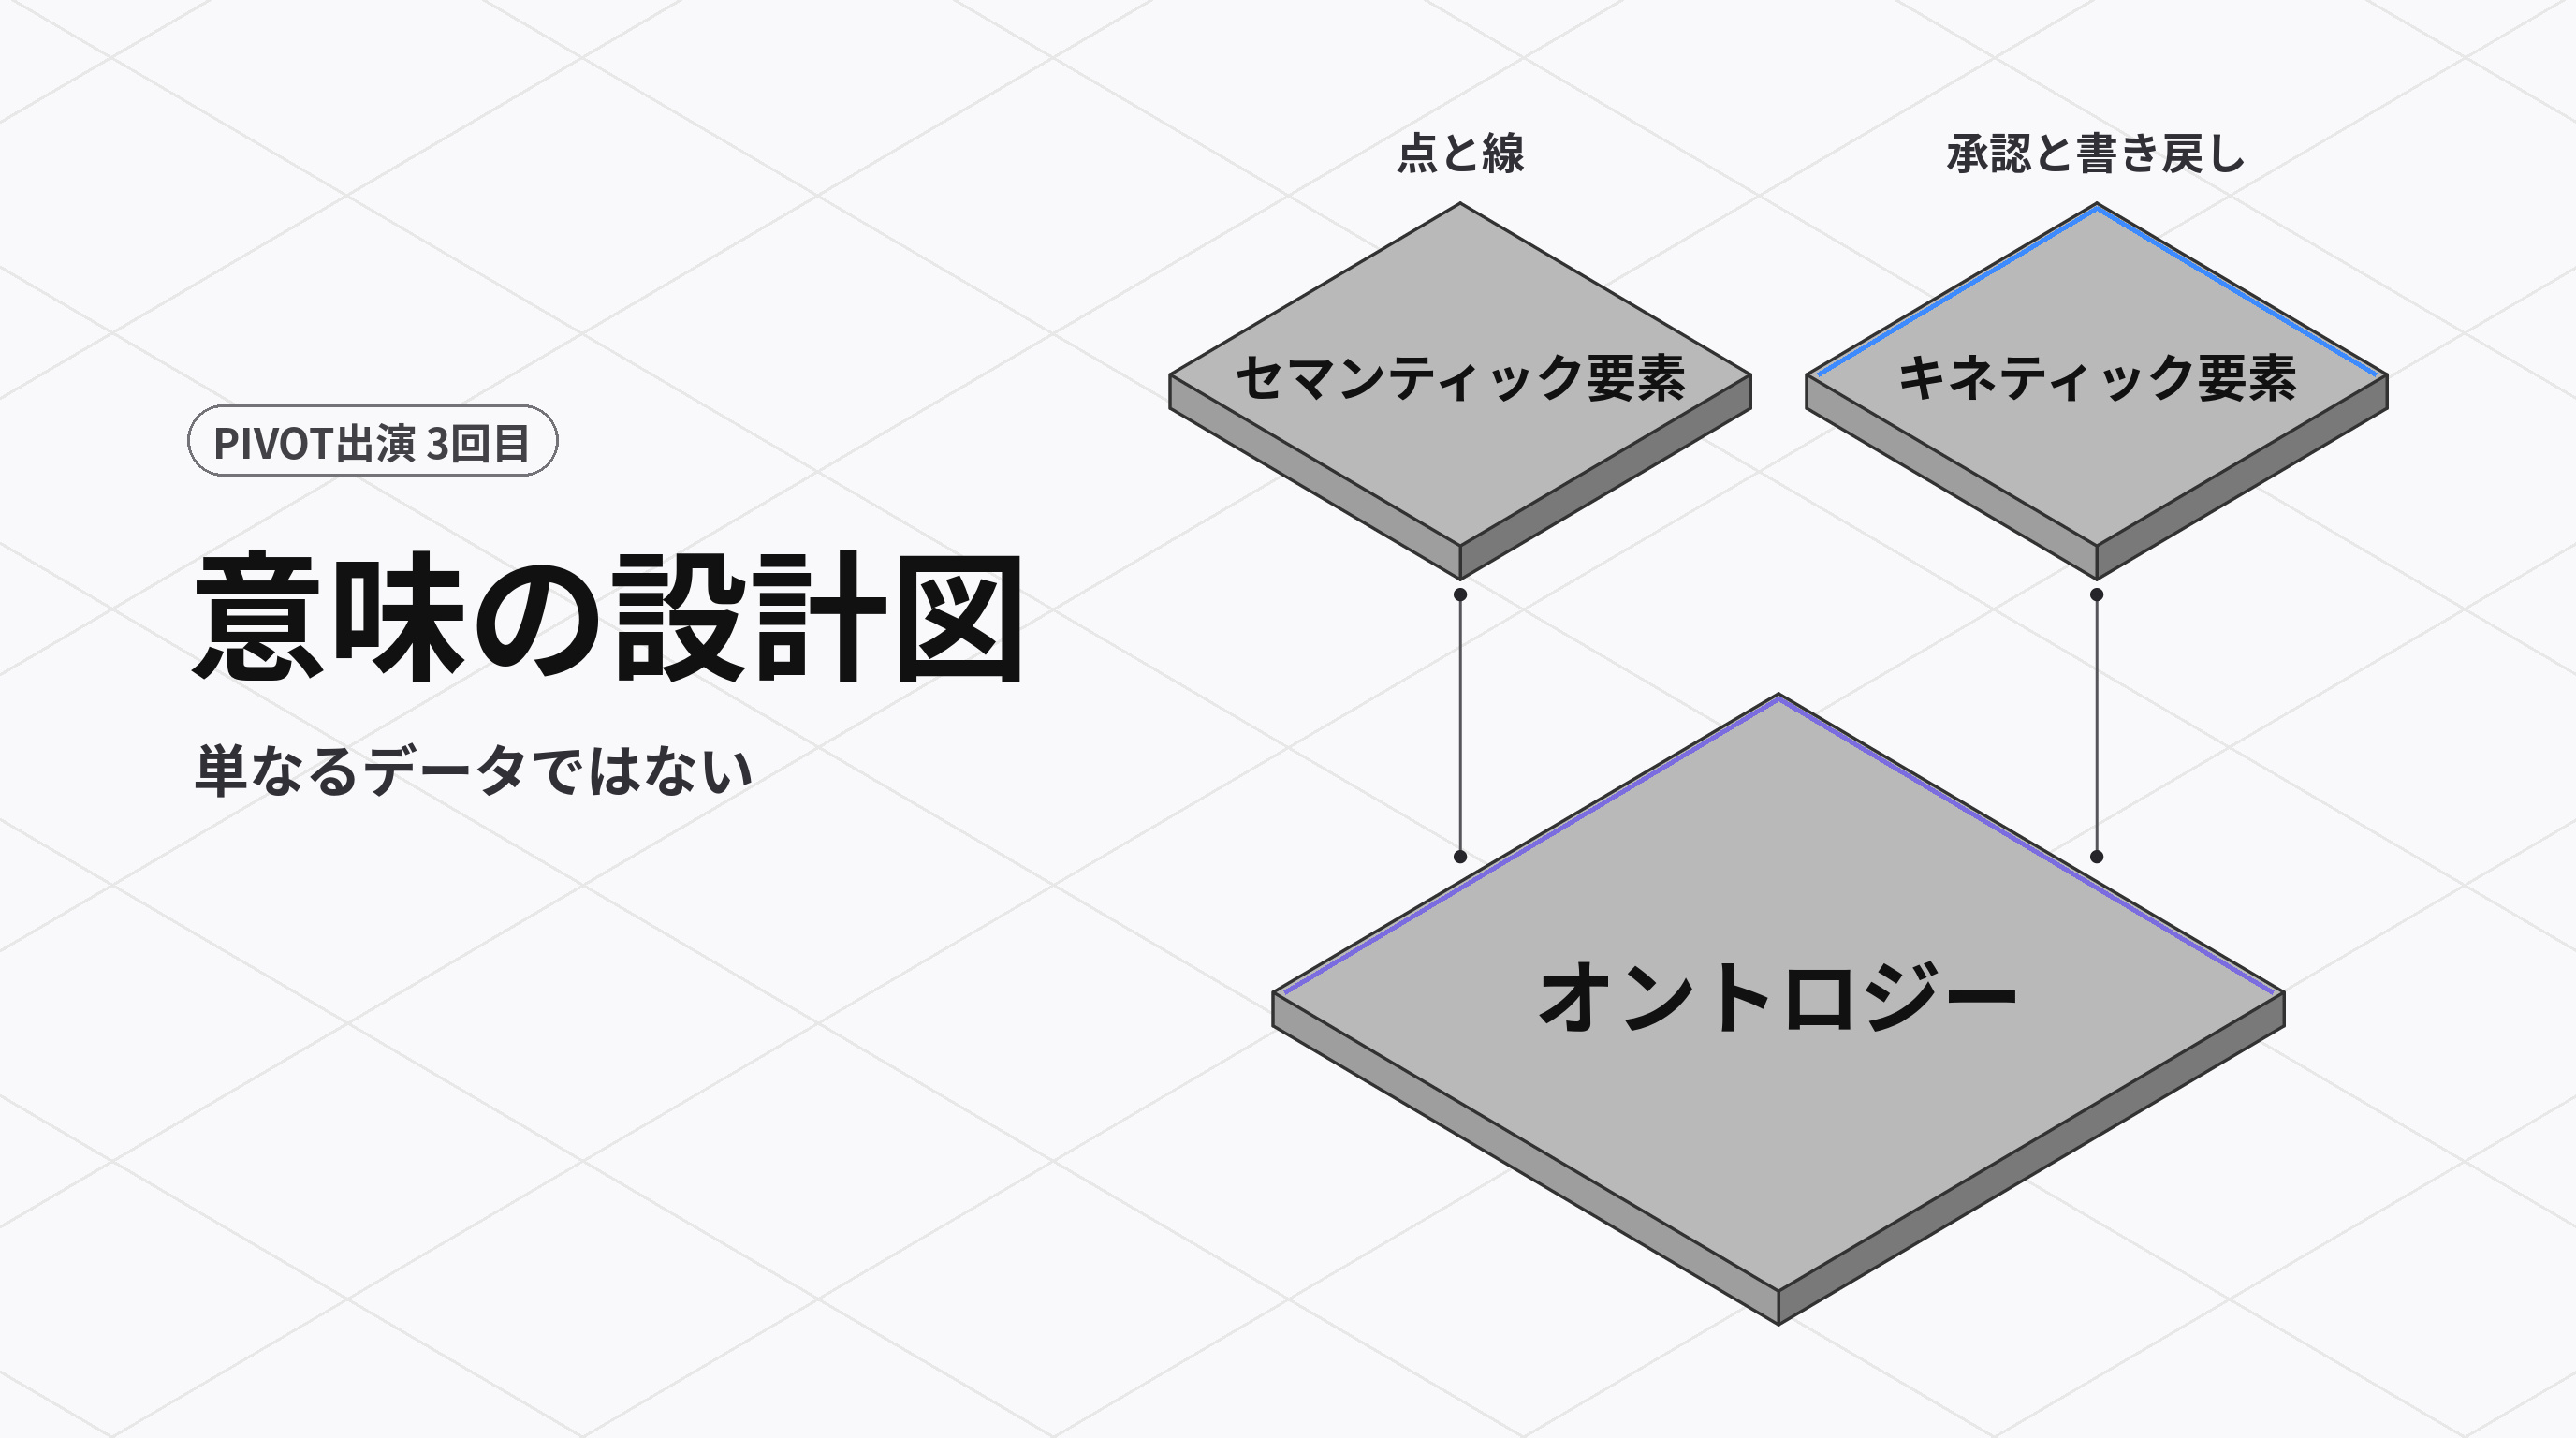 PIVOT出演 3回目
意味の設計図
単なるデータではない
点と線
承認と書き戻し
セマンティック要素
キネティック要素
オントロジー